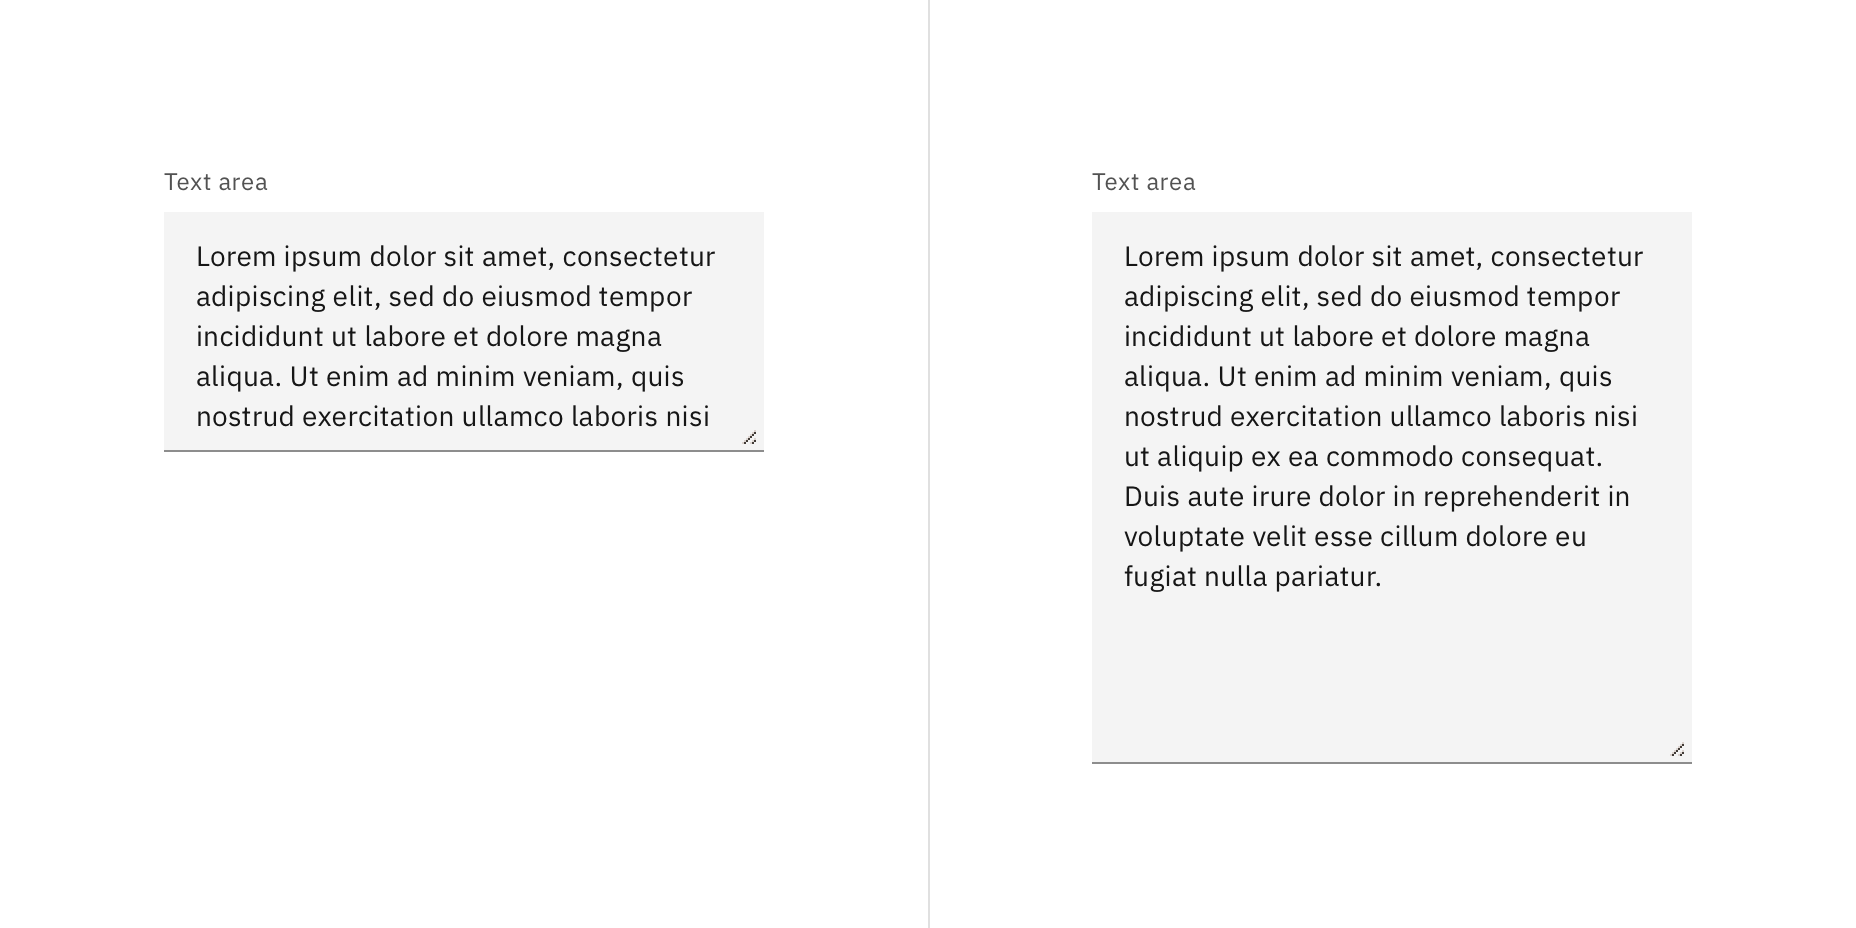 Text area
Lorem ipsum dolor sit amet, consectetur
adipiscing elit, sed do eiusmod tempor
incididunt ut labore et dolore magna
aliqua. Ut enim ad minim veniam, quis
nostrud exercitation ullamco laboris nisi
Text area
Lorem ipsum dolor sit amet, consectetur
adipiscing elit, sed do eiusmod tempor
incididunt ut labore et dolore magna
aliqua. Ut enim ad minim veniam, quis
nostrud exercitation ullamco laboris nisi
ut aliquip ex ea commodo consequat.
Duis aute irure dolor in reprehenderit in
voluptate velit esse cillum dolore eu
fugiat nulla pariatur.